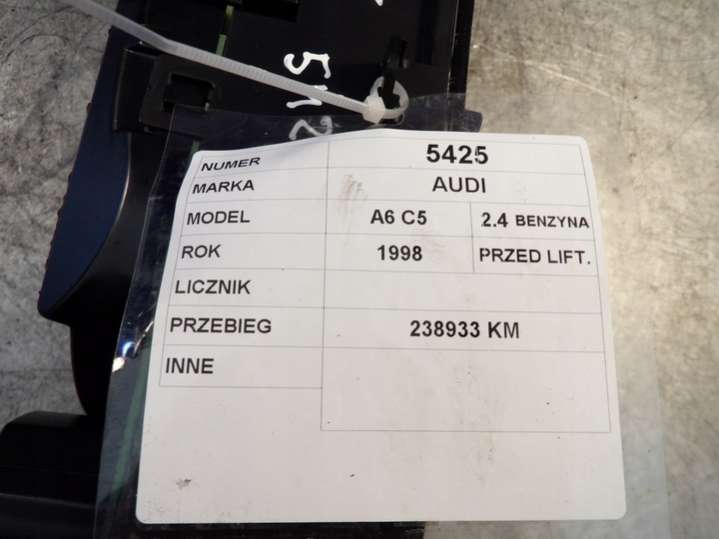 NUMER 5425
MARKA AUDI
MODEL A6 C5 2.4 BENZYNA
ROK 1998 PRZED LIFT.
LICZNIK
PRZEBIEG 238933 KM
INNE